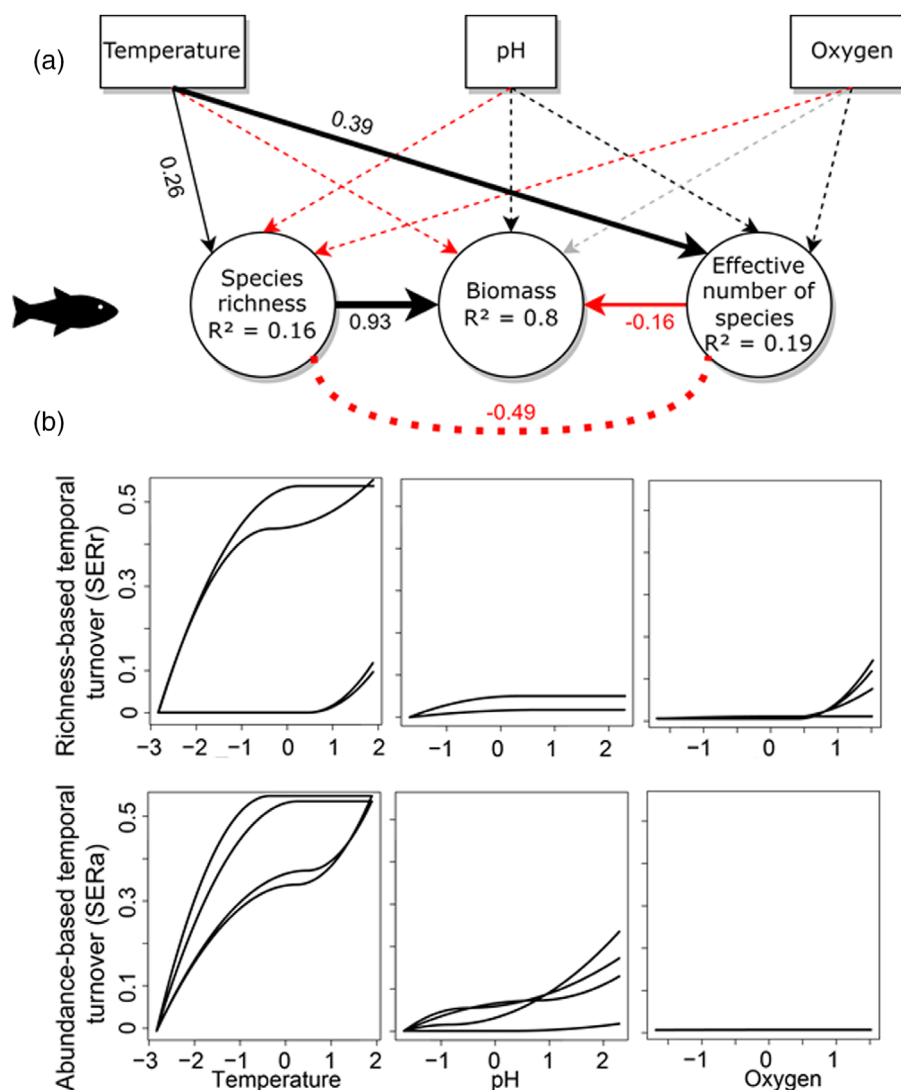 (a)
Temperature
pH
Oxygen
0.39
0.26
Species
richness
R² = 0.16
0.93
Biomass
R² = 0.8
-0.16
Effective
number of
species
R² = 0.19
-0.49
(b)
Richness-based temporal
turnover (SERr)
0.5
0.3
0.1
0
−3 −2 −1 0 1 2
−1 0 1 2
−1 0 1
Abundance-based temporal
turnover (SERa)
0.5
0.3
0.1
0
−3 −2 −1 0 1 2
Temperature
−1 0 1 2
pH
−1 0 1
Oxygen